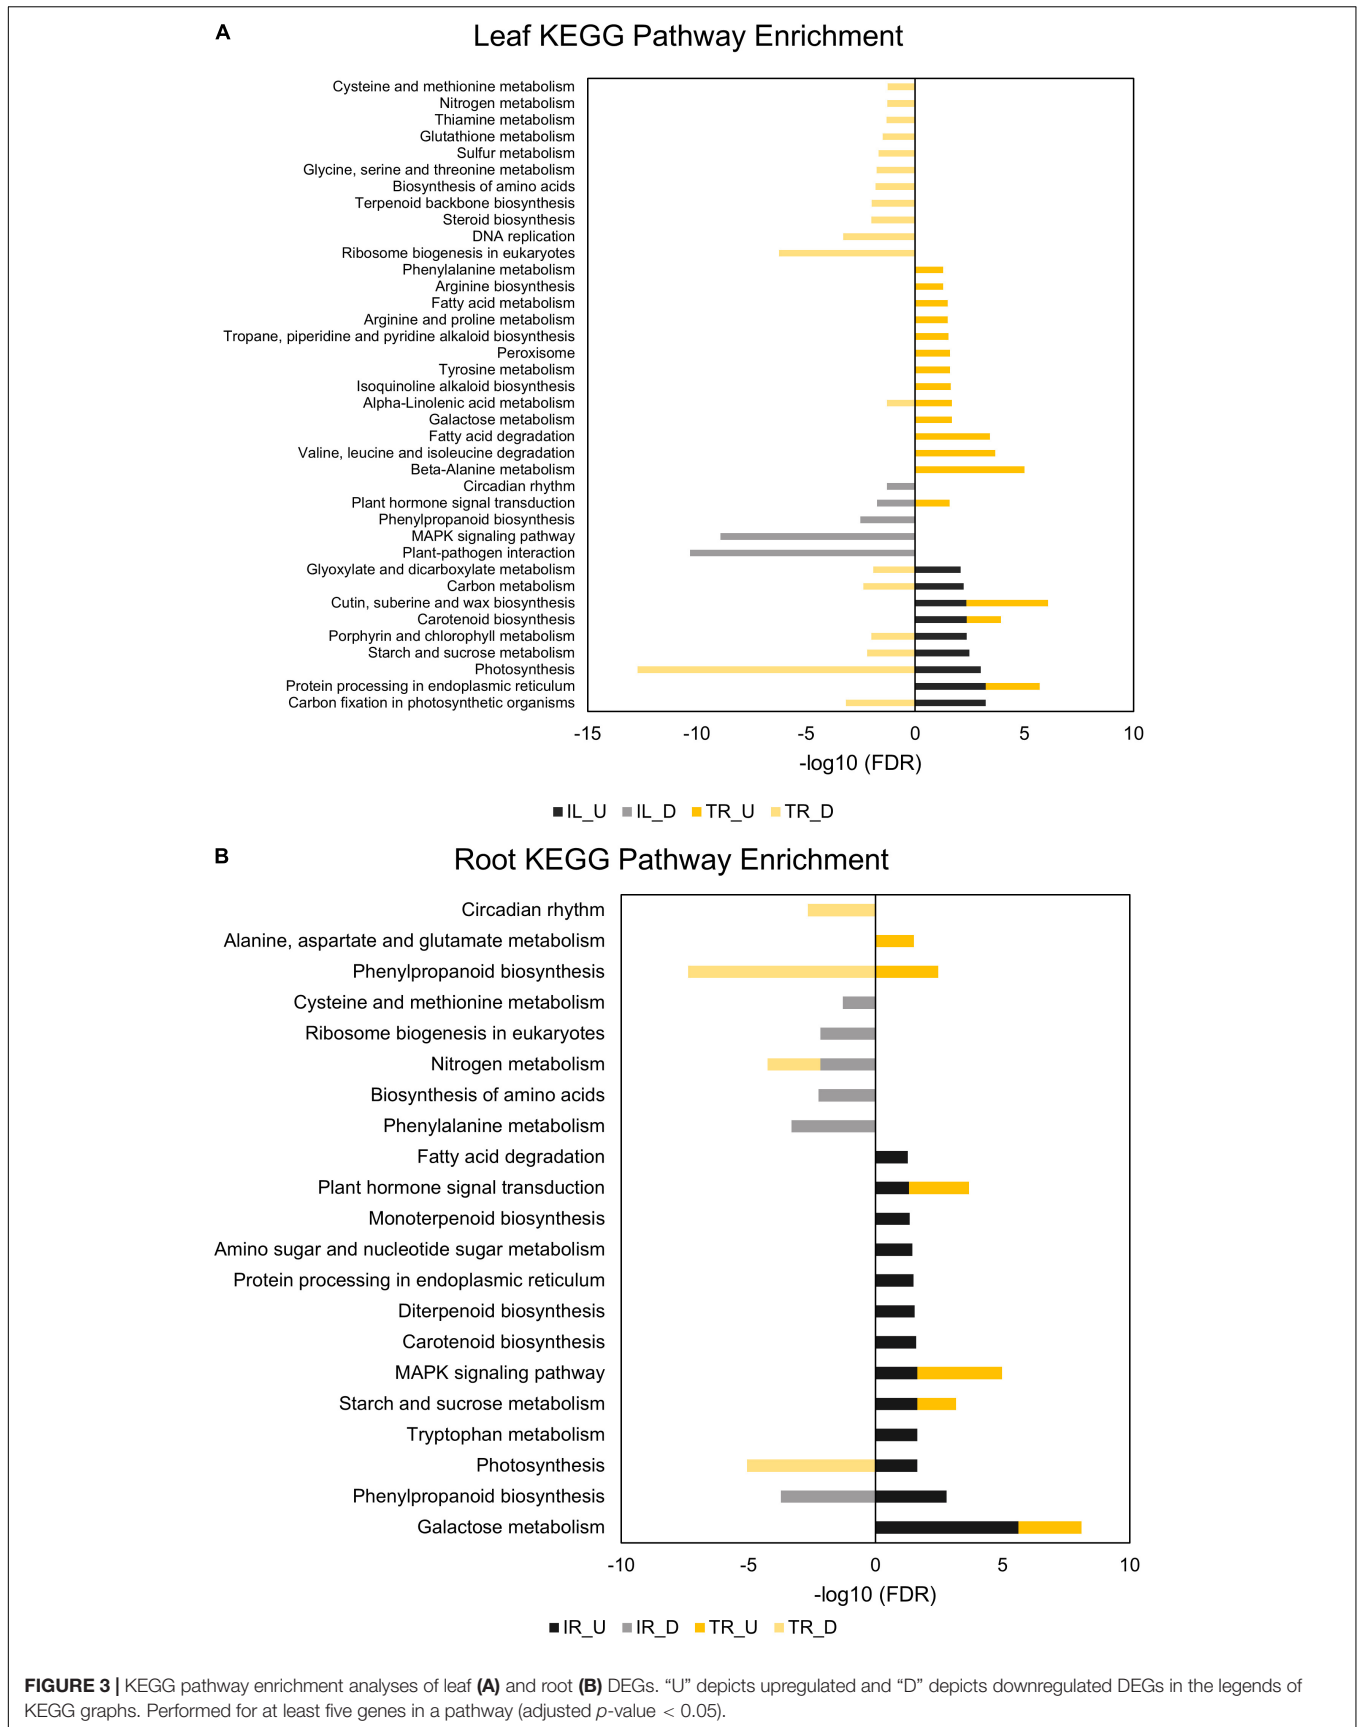 A
Leaf KEGG Pathway Enrichment
Cysteine and methionine metabolism
Nitrogen metabolism
Thiamine metabolism
Glutathione metabolism
Sulfur metabolism
Glycine, serine and threonine metabolism
Biosynthesis of amino acids
Terpenoid backbone biosynthesis
Steroid biosynthesis
DNA replication
Ribosome biogenesis in eukaryotes
Phenylalanine metabolism
Arginine biosynthesis
Fatty acid metabolism
Arginine and proline metabolism
Tropane, piperidine and pyridine alkaloid biosynthesis
Peroxisome
Tyrosine metabolism
Isoquinoline alkaloid biosynthesis
Alpha-Linolenic acid metabolism
Galactose metabolism
Fatty acid degradation
Valine, leucine and isoleucine degradation
Beta-Alanine metabolism
Circadian rhythm
Plant hormone signal transduction
Phenylpropanoid biosynthesis
MAPK signaling pathway
Plant-pathogen interaction
Glyoxylate and dicarboxylate metabolism
Carbon metabolism
Cutin, suberine and wax biosynthesis
Carotenoid biosynthesis
Porphyrin and chlorophyll metabolism
Starch and sucrose metabolism
Photosynthesis
Protein processing in endoplasmic reticulum
Carbon fixation in photosynthetic organisms
-15 -10 -5 0 5 10
-log10 (FDR)
IL_U IL_D TR_U TR_D
B
Root KEGG Pathway Enrichment
Circadian rhythm
Alanine, aspartate and glutamate metabolism
Phenylpropanoid biosynthesis
Cysteine and methionine metabolism
Ribosome biogenesis in eukaryotes
Nitrogen metabolism
Biosynthesis of amino acids
Phenylalanine metabolism
Fatty acid degradation
Plant hormone signal transduction
Monoterpenoid biosynthesis
Amino sugar and nucleotide sugar metabolism
Protein processing in endoplasmic reticulum
Diterpenoid biosynthesis
Carotenoid biosynthesis
MAPK signaling pathway
Starch and sucrose metabolism
Tryptophan metabolism
Photosynthesis
Phenylpropanoid biosynthesis
Galactose metabolism
-10 -5 0 5 10
-log10 (FDR)
IR_U IR_D TR_U TR_D
FIGURE 3 | KEGG pathway enrichment analyses of leaf (A) and root (B) DEGs. “U” depicts upregulated and “D” depicts downregulated DEGs in the legends of
KEGG graphs. Performed for at least five genes in a pathway (adjusted p-value < 0.05).